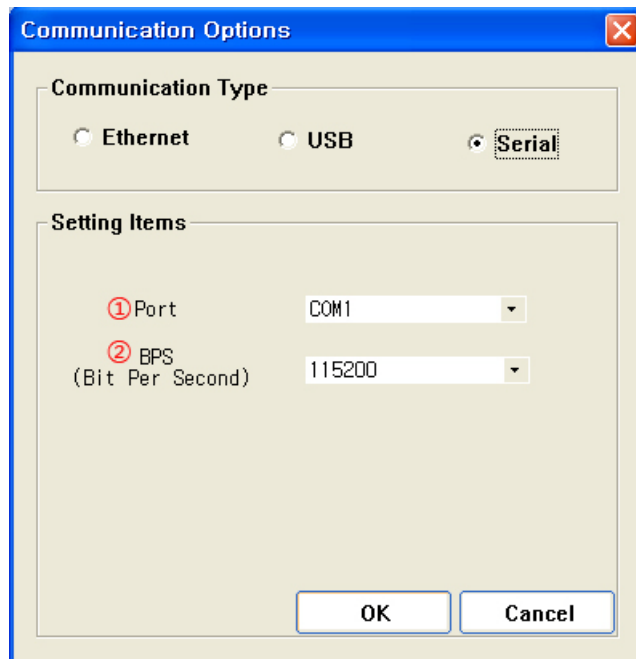 Communication Options
Communication Type
Ethernet USB Serial
Setting Items
①Port COM1
② BPS
(Bit Per Second) 115200
OK Cancel